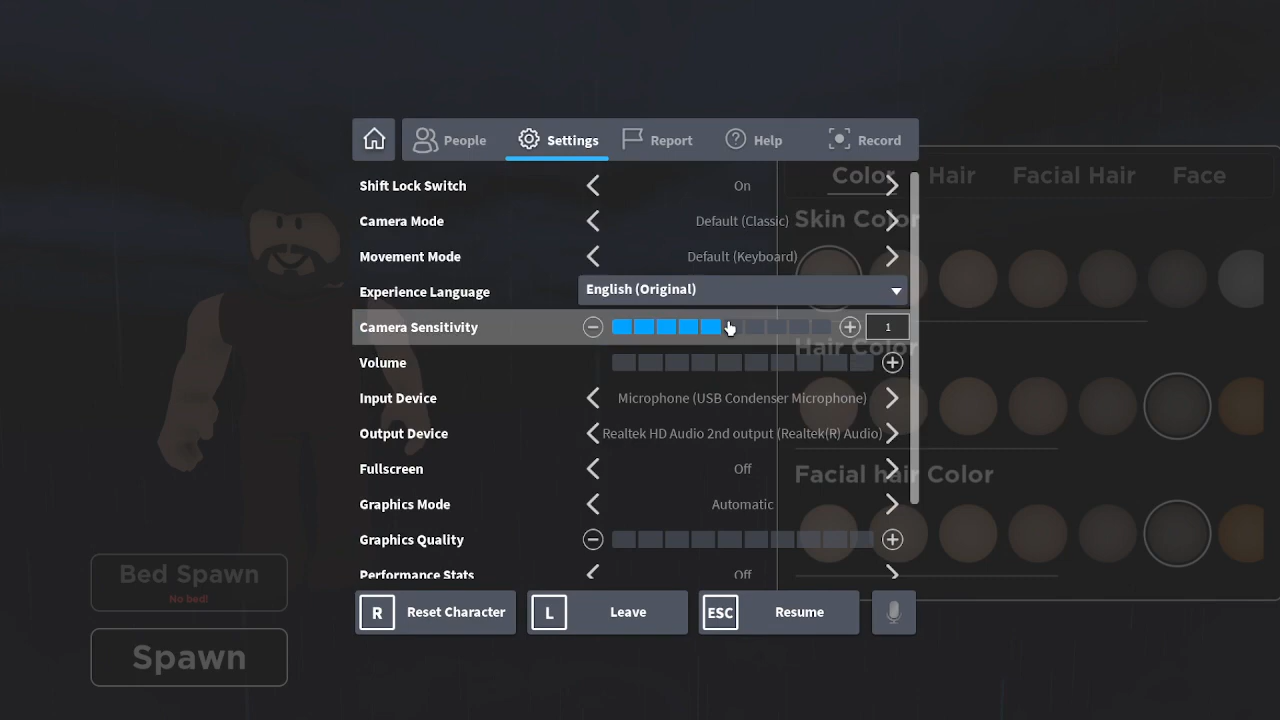 People Settings Report Help Record
Color Hair Facial Hair Face
Shift Lock Switch On
Skin Color
Camera Mode Default (Classic)
Movement Mode Default (Keyboard)
Experience Language English (Original)
Camera Sensitivity 1
Hair Color
Volume
Input Device Microphone (USB Condenser Microphone)
Output Device Realtek HD Audio 2nd output (Realtek(R) Audio)
Fullscreen Off
Facial hair Color
Graphics Mode Automatic
Graphics Quality
Performance Stats Off
Bed Spawn
No bed!
R Reset Character L Leave ESC Resume
Spawn